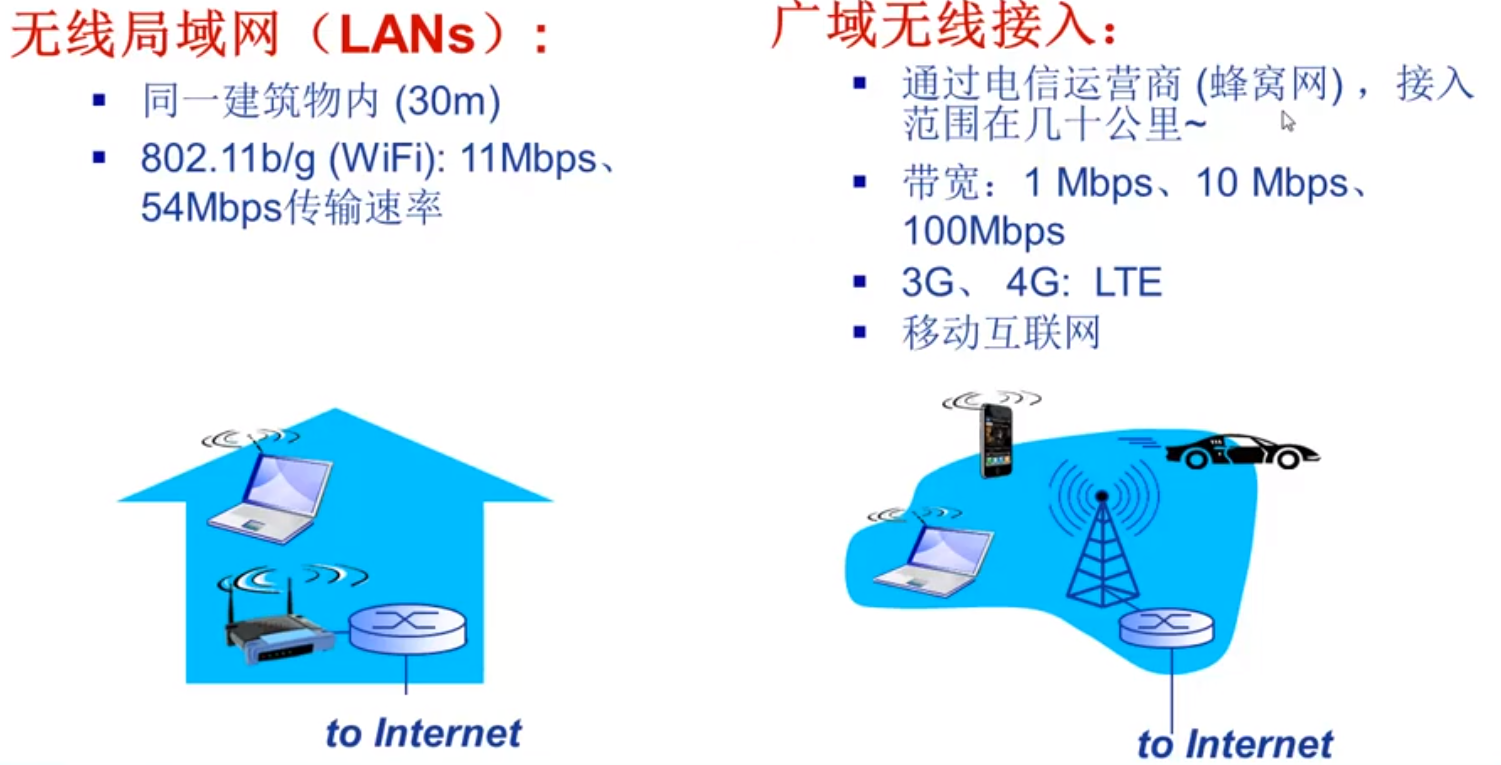 无线局域网（LANs）:
同一建筑物内 (30m)
802.11b/g (WiFi): 11Mbps、
54Mbps传输速率
to Internet
广域无线接入：
通过电信运营商 (蜂窝网) ，接入
范围在几十公里~
带宽：1 Mbps、10 Mbps、
100Mbps
3G、 4G: LTE
移动互联网
to Internet